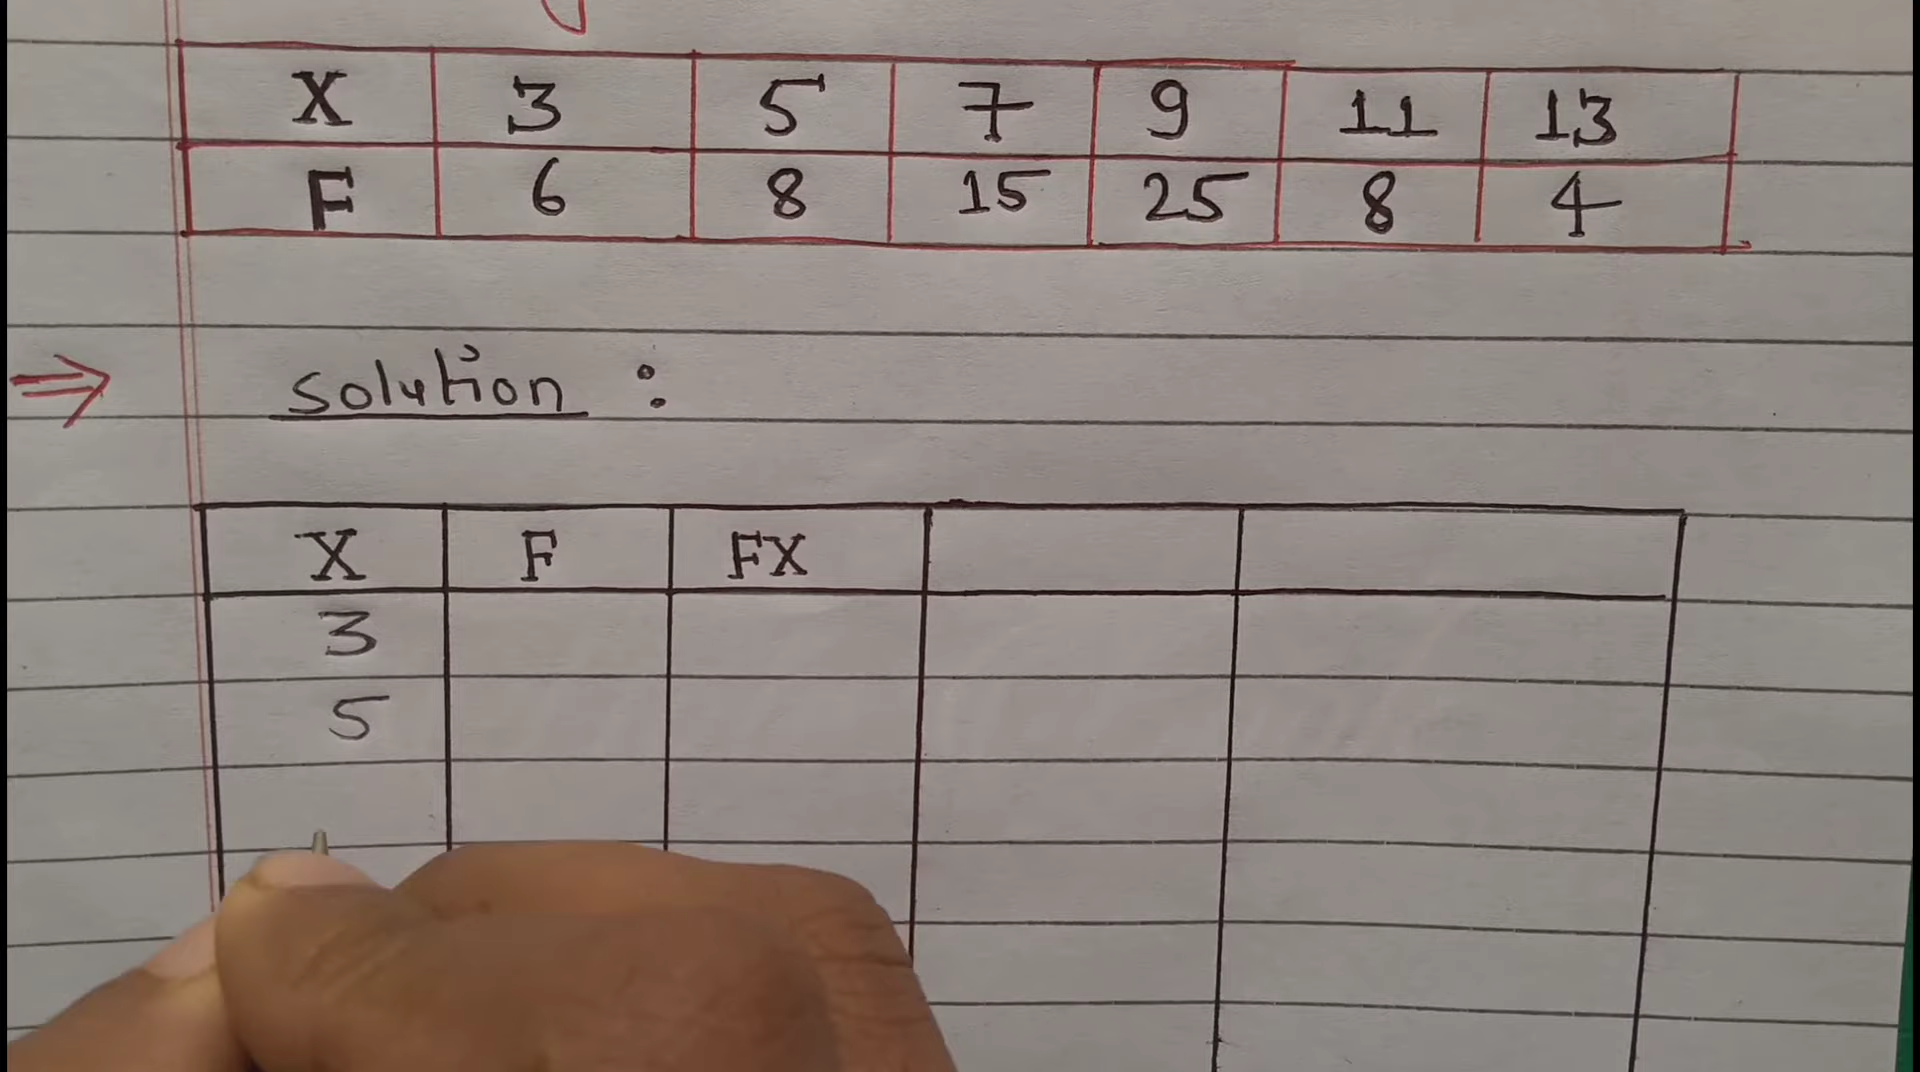 X 3 5 7 9 11 13
F 6 8 15 25 8 4
⇒ Solution :
X F FX
3
5